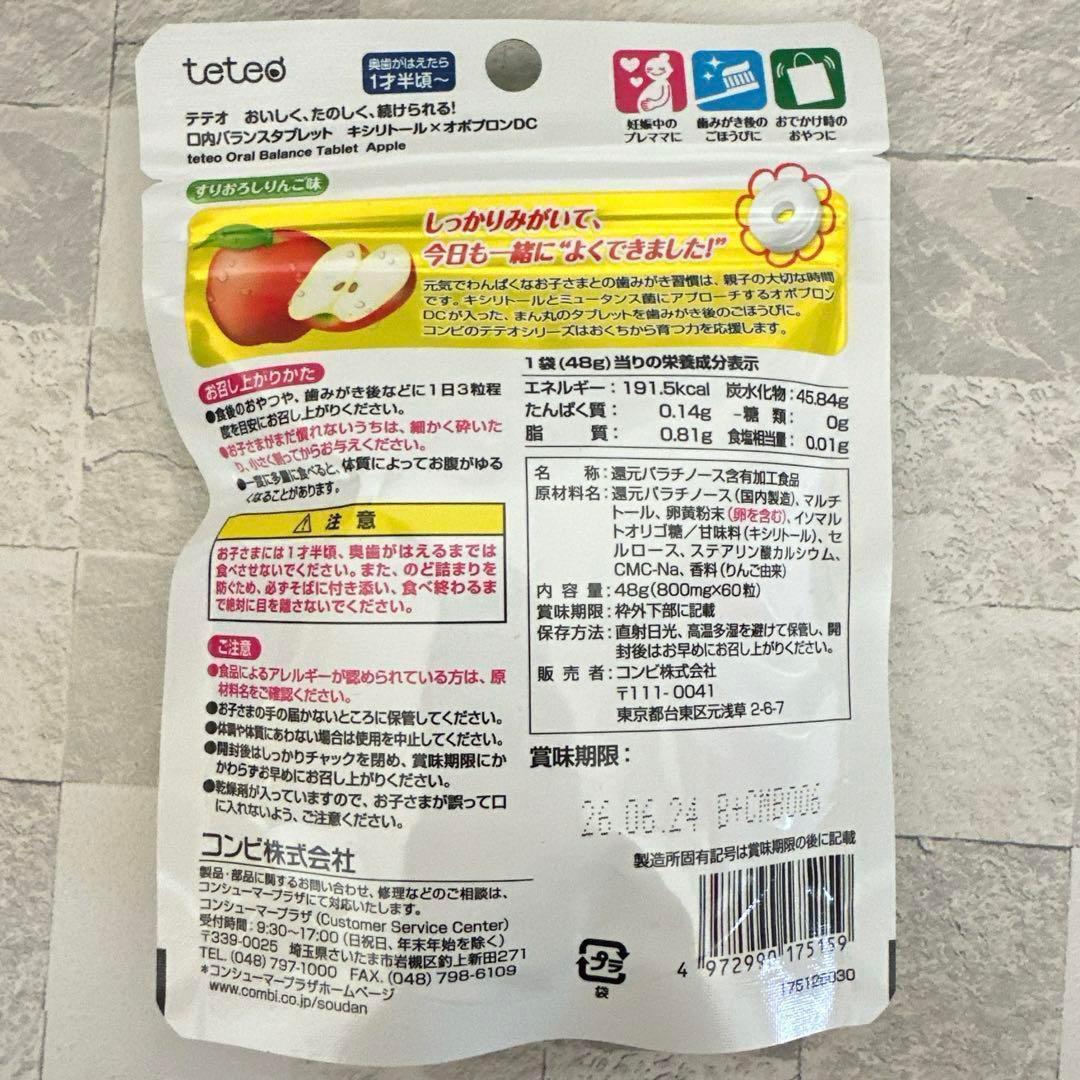 teteo
奥歯がはえたら
1才半頃〜
テテオ おいしく、たのしく、続けられる!
口内バランスタブレット キシリトール×オボプロンDC
teteo Oral Balance Tablet Apple
妊娠中の
プレママに
歯みがき後の
ごほうびに
おでかけ時の
おやつに
すりおろしりんご味
しっかりみがいて、
今日も一緒に"よくできました!"
元気でわんぱくなお子さまとの歯みがき習慣は、親子の大切な時間
です。キシリトールとミュータンス菌にアプローチするオボプロン
DCが入った、まん丸のタブレットを歯みがき後のごほうびに。
コンビのテテオシリーズはおくちから育つ力を応援します。
お召し上がりかた
●食後のおやつや、歯みがき後などに1日3粒程
度を目安にお召し上がりください。
●お子さまがまだ慣れないうちは、細かく砕いた
り、小さく割ってからお与えください。
●一度に多量に食べると、体質によってお腹がゆる
くなることがあります。
⚠ 注意
お子さまには1才半頃、奥歯がはえるまでは
食べさせないでください。また、のど詰まりを
防ぐため、必ずそばに付き添い、食べ終わるま
で絶対に目を離さないでください。
ご注意
●食品によるアレルギーが認められている方は、原
材料名をご確認ください。
●お子さまの手の届かないところに保管してください。
●体調や体質にあわない場合は使用を中止してください。
●開封後はしっかりチャックを閉め、賞味期限にか
かわらずお早めにお召し上がりください。
●乾燥剤が入っていますので、お子さまが誤って口
に入れないよう、ご注意ください。
コンビ株式会社
製品・部品に関するお問い合わせ、修理などのご相談は、
コンシューマープラザにて対応いたします。
コンシューマープラザ (Customer Service Center)
受付時間:9:30〜17:00 (日祝日、年末年始を除く)
〒339-0025 埼玉県さいたま市岩槻区釣上新田271
TEL. (048) 797-1000 FAX. (048) 798-6109
*コンシューマープラザホームページ
www.combi.co.jp/soudan
1袋(48g)当りの栄養成分表示
エネルギー: 191.5kcal 炭水化物:45.84g
たんぱく質: 0.14g -糖類: 0g
脂質: 0.81g 食塩相当量: 0.01g
名称:還元パラチノース含有加工食品
原材料名:還元パラチノース(国内製造)、マルチ
トール、卵黄粉末(卵を含む)、イソマル
トオリゴ糖/甘味料(キシリトール)、セ
ルロース、ステアリン酸カルシウム、
CMC-Na、香料(りんご由来)
内容量:48g(800mg×60粒)
賞味期限:枠外下部に記載
保存方法:直射日光、高温多湿を避けて保管し、開
封後はお早めにお召し上がりください。
販売者:コンビ株式会社
〒111-0041
東京都台東区元浅草 2-6-7
賞味期限:
26.06.24 B+CMB006
製造所固有記号は賞味期限の後に記載
プラ
袋
4 972990 175159
175126030